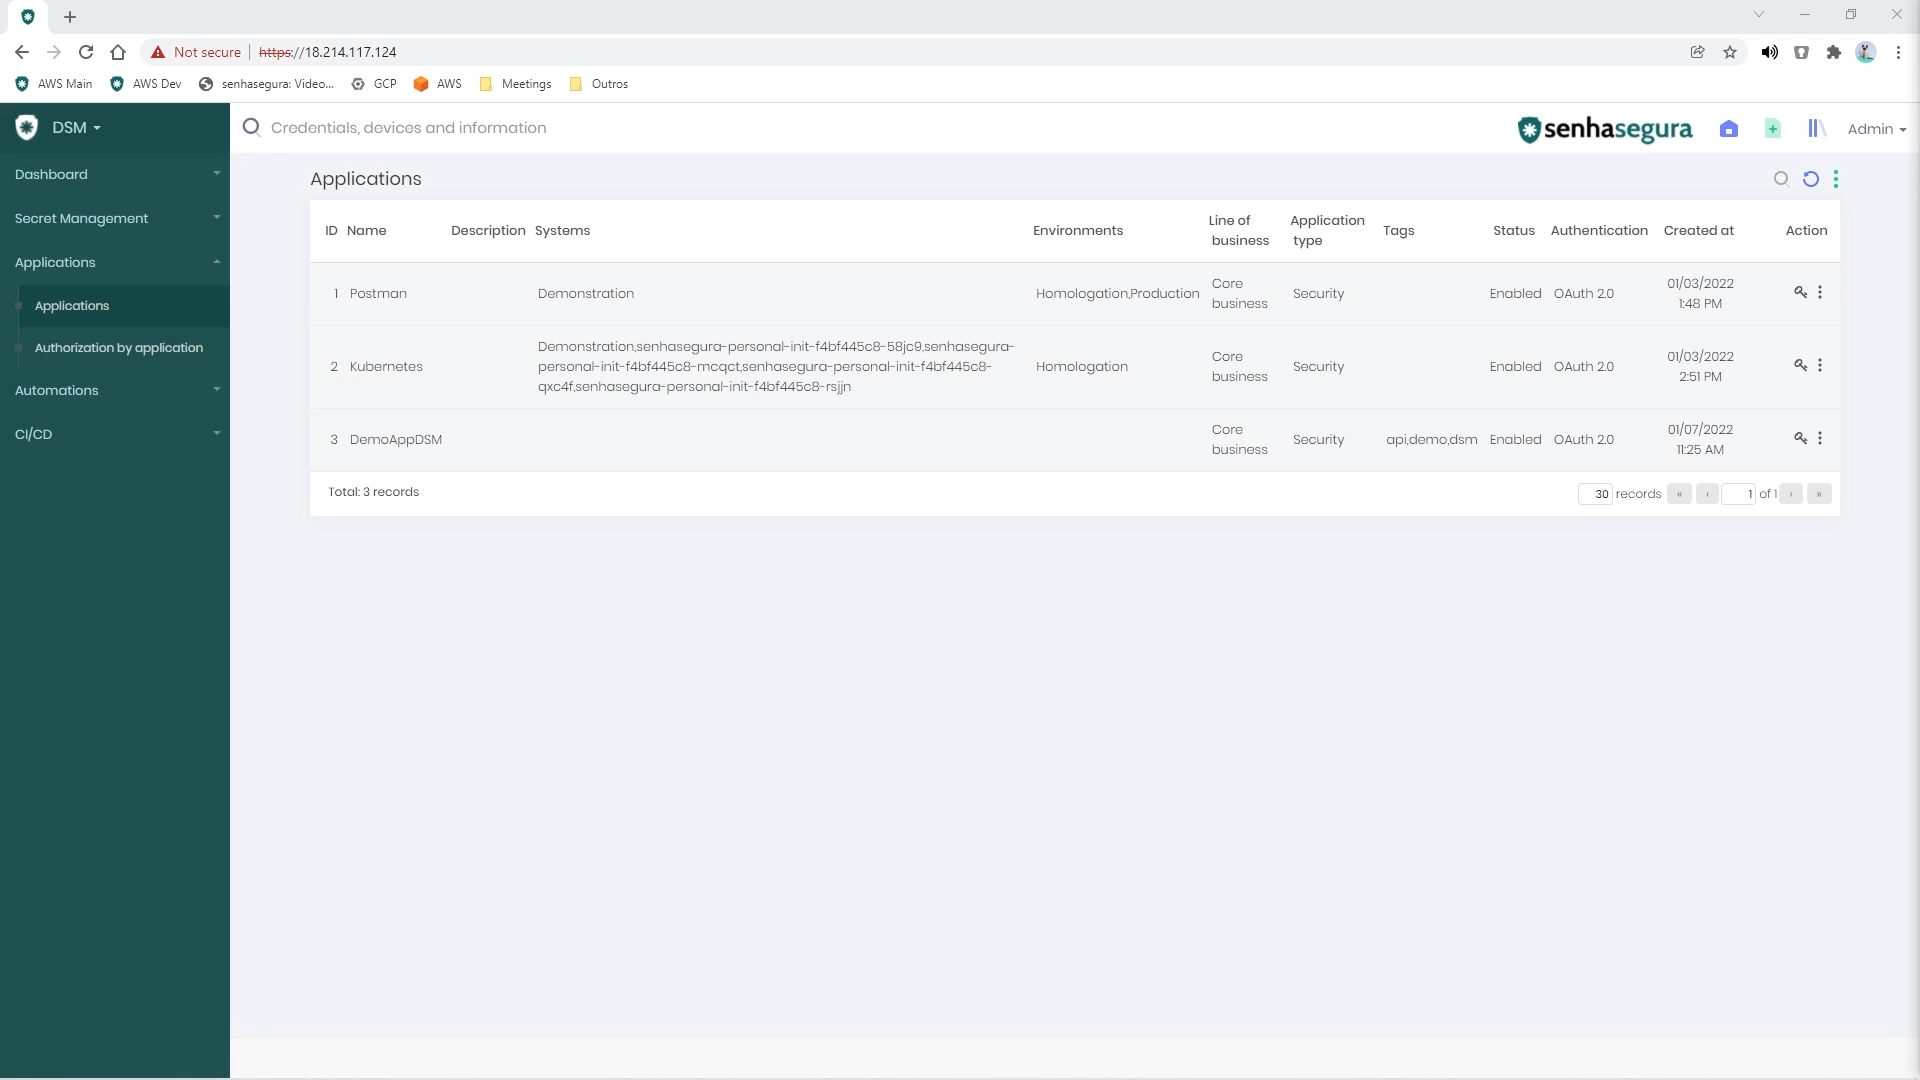 Not secure
https://18.214.117.124
AWS Main
AWS Dev
senhasegura: Video...
GCP
AWS
Meetings
Outros
DSM
Credentials, devices and information
senhasegura
Admin
Dashboard
Secret Management
Applications
Applications
Authorization by application
Automations
CI/CD
Applications
ID Name Description Systems Environments Line of business Application type Tags Status Authentication Created at Action
1 Postman Demonstration Homologation,Production Core business Security Enabled OAuth 2.0 01/03/2022 1:48 PM
2 Kubernetes Demonstration,senhasegura-personal-init-f4bf445c8-58jc9,senhasegura-
personal-init-f4bf445c8-mcqct,senhasegura-personal-init-f4bf445c8-
qxc4f,senhasegura-personal-init-f4bf445c8-rsjjn Homologation Core business Security Enabled OAuth 2.0 01/03/2022 2:51 PM
3 DemoAppDSM Core business Security api,demo,dsm Enabled OAuth 2.0 01/07/2022 11:25 AM
Total: 3 records
30 records « ‹ 1 of 1 › »